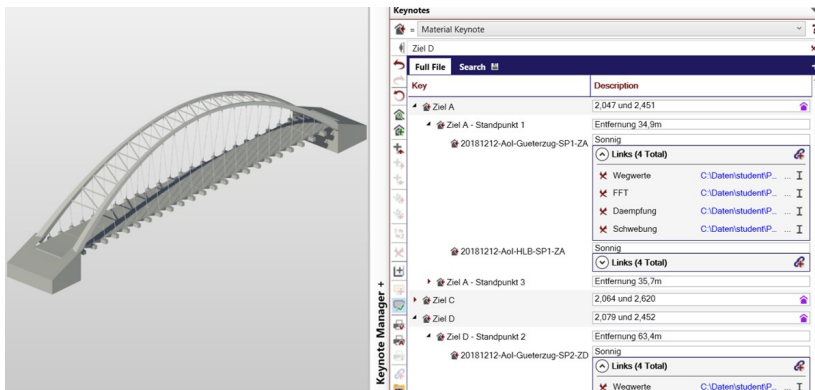 Keynotes
= Material Keynote
Ziel D
Full File Search
Key Description
Ziel A 2,047 und 2,451
Ziel A - Standpunkt 1 Entfernung 34,9m
20181212-AoI-Gueterzug-SP1-ZA Sonnig
Links (4 Total)
Wegwerte C:\Daten\student\P... ...
FFT C:\Daten\student\P... ...
Daempfung C:\Daten\student\P... ...
Schwebung C:\Daten\student\P... ...
20181212-AoI-HLB-SP1-ZA Sonnig
Links (4 Total)
Ziel A - Standpunkt 3 Entfernung 35,7m
Ziel C 2,064 und 2,620
Ziel D 2,079 und 2,452
Ziel D - Standpunkt 2 Entfernung 63,4m
20181212-AoI-Gueterzug-SP2-ZD Sonnig
Links (4 Total)
Wegwerte C:\Daten\student\P... ...
Keynote Manager +